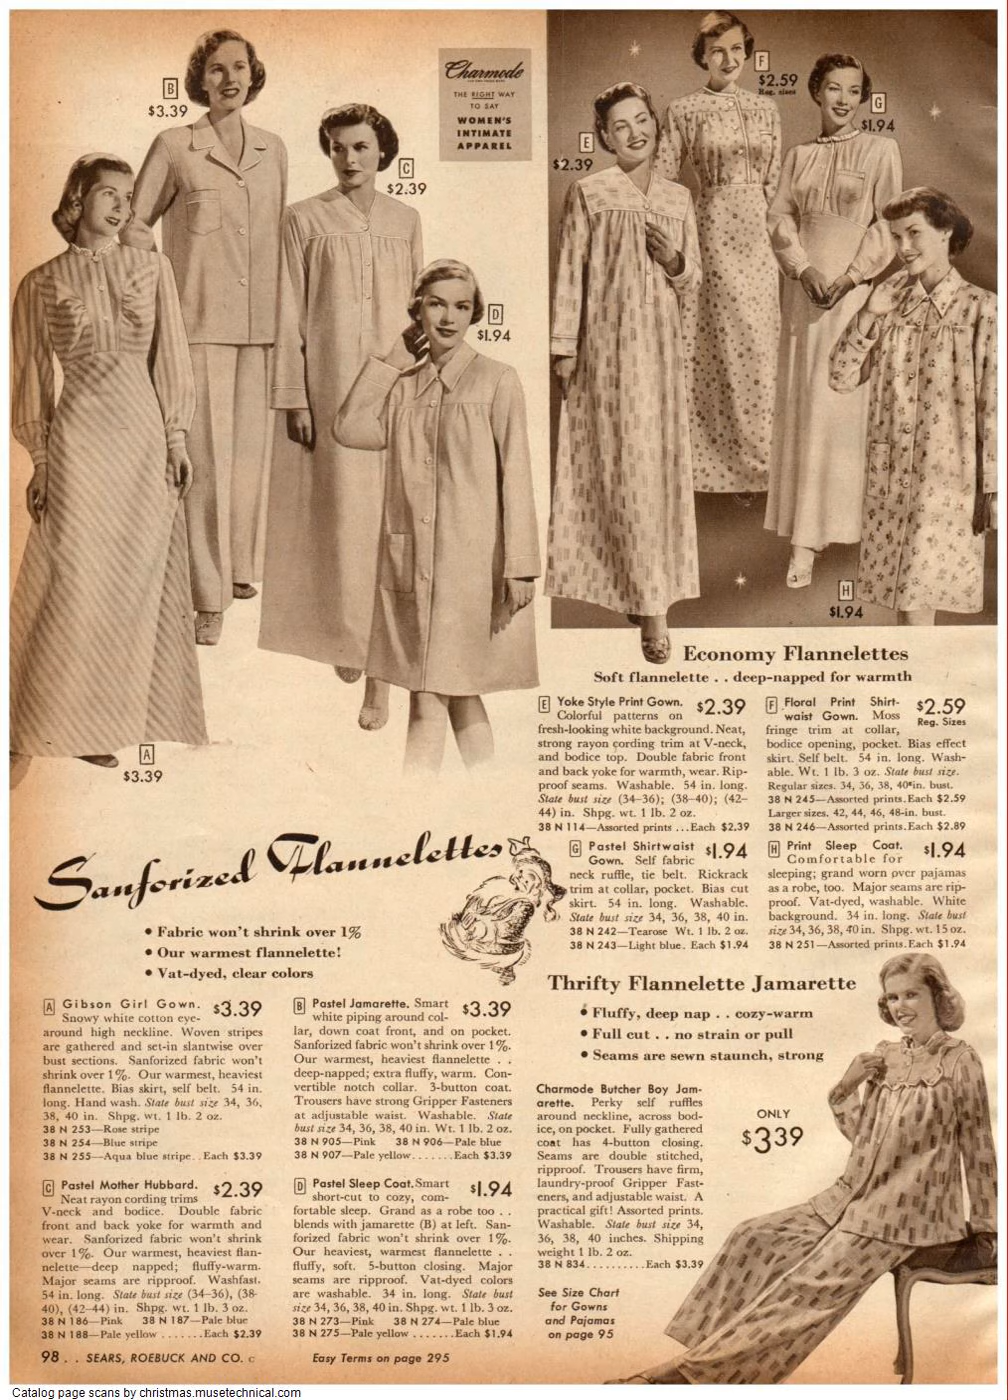 B
$3.39
C
$2.39
D
$1.94
A
$3.39
Charmode
THE RIGHT WAY
TO SAY
WOMEN'S
INTIMATE
APPAREL
E
$2.39
F
$2.59
Reg. sizes
G
$1.94
H
$1.94
Sanforized Flannelettes
• Fabric won't shrink over 1%
• Our warmest flannelette!
• Vat-dyed, clear colors
A Gibson Girl Gown. $3.39
Snowy white cotton eye-
around high neckline. Woven stripes
are gathered and set-in slantwise over
bust sections. Sanforized fabric won't
shrink over 1%. Our warmest, heaviest
flannelette. Bias skirt, self belt. 54 in.
long. Hand wash. State bust size 34, 36,
38, 40 in. Shpg. wt. 1 lb. 2 oz.
38 N 253—Rose stripe
38 N 254—Blue stripe
38 N 255—Aqua blue stripe. . Each $3.39
C Pastel Mother Hubbard. $2.39
Neat rayon cording trims
V-neck and bodice. Double fabric
front and back yoke for warmth and
wear. Sanforized fabric won't shrink
over 1%. Our warmest, heaviest flan-
nelette—deep napped; fluffy-warm.
Major seams are ripproof. Washfast.
54 in. long. State bust size (34-36), (38-
40), (42-44) in. Shpg. wt. 1 lb. 3 oz.
38 N 186—Pink 38 N 187—Pale blue
38 N 188—Pale yellow .......Each $2.39
B Pastel Jamarette. Smart $3.39
white piping around col-
lar, down coat front, and on pocket.
Sanforized fabric won't shrink over 1%.
Our warmest, heaviest flannelette . .
deep-napped; extra fluffy, warm. Con-
vertible notch collar. 3-button coat.
Trousers have strong Gripper Fasteners
at adjustable waist. Washable. State
bust size 34, 36, 38, 40 in. Wt. 1 lb. 2 oz.
38 N 905—Pink 38 N 906—Pale blue
38 N 907—Pale yellow.......Each $3.39
D Pastel Sleep Coat. Smart $1.94
short-cut to cozy, com-
fortable sleep. Grand as a robe too . .
blends with jamarette (B) at left. San-
forized fabric won't shrink over 1%.
Our heaviest, warmest flannelette . .
fluffy, soft. 5-button closing. Major
seams are ripproof. Vat-dyed colors
are washable. 34 in. long. State bust
size 34, 36, 38, 40 in. Shpg. wt. 1 lb. 3 oz.
38 N 273—Pink 38 N 274—Pale blue
38 N 275—Pale yellow .......Each $1.94
Economy Flannelettes
Soft flannelette . . deep-napped for warmth
E Yoke Style Print Gown. $2.39
Colorful patterns on
fresh-looking white background. Neat,
strong rayon cording trim at V-neck,
and bodice top. Double fabric front
and back yoke for warmth, wear. Rip-
proof seams. Washable. 54 in. long.
State bust size (34-36); (38-40); (42-
44) in. Shpg. wt. 1 lb. 2 oz.
38 N 114—Assorted prints ...Each $2.39
F Floral Print Shirt- $2.59
waist Gown. Moss Reg. Sizes
fringe trim at collar,
bodice opening, pocket. Bias effect
skirt. Self belt. 54 in. long. Wash-
able. Wt. 1 lb. 3 oz. State bust size.
Regular sizes. 34, 36, 38, 40-in. bust.
38 N 245—Assorted prints. Each $2.59
Larger sizes. 42, 44, 46, 48-in. bust.
38 N 246—Assorted prints. Each $2.89
G Pastel Shirtwaist $1.94
Gown. Self fabric
neck ruffle, tie belt. Rickrack
trim at collar, pocket. Bias cut
skirt. 54 in. long. Washable.
State bust size 34, 36, 38, 40 in.
38 N 242—Tearose Wt. 1 lb. 2 oz.
38 N 243—Light blue. Each $1.94
H Print Sleep Coat. $1.94
Comfortable for
sleeping; grand worn over pajamas
as a robe, too. Major seams are rip-
proof. Vat-dyed, washable. White
background. 34 in. long. State bust
size 34, 36, 38, 40 in. Shpg. wt. 15 oz.
38 N 251—Assorted prints. Each $1.94
Thrifty Flannelette Jamarette
• Fluffy, deep nap . . cozy-warm
• Full cut . . no strain or pull
• Seams are sewn staunch, strong
Charmode Butcher Boy Jam-
arette. Perky self ruffles
around neckline, across bod-
ice, on pocket. Fully gathered
coat has 4-button closing.
Seams are double stitched,
ripproof. Trousers have firm,
laundry-proof Gripper Fast-
eners, and adjustable waist. A
practical gift! Assorted prints.
Washable. State bust size 34,
36, 38, 40 inches. Shipping
weight 1 lb. 2 oz.
38 N 834..........Each $3.39
ONLY
$3.39
See Size Chart
for Gowns
and Pajamas
on page 95
98 . . SEARS, ROEBUCK AND CO. C
Easy Terms on page 295
Catalog page scans by christmas.musetechnical.com